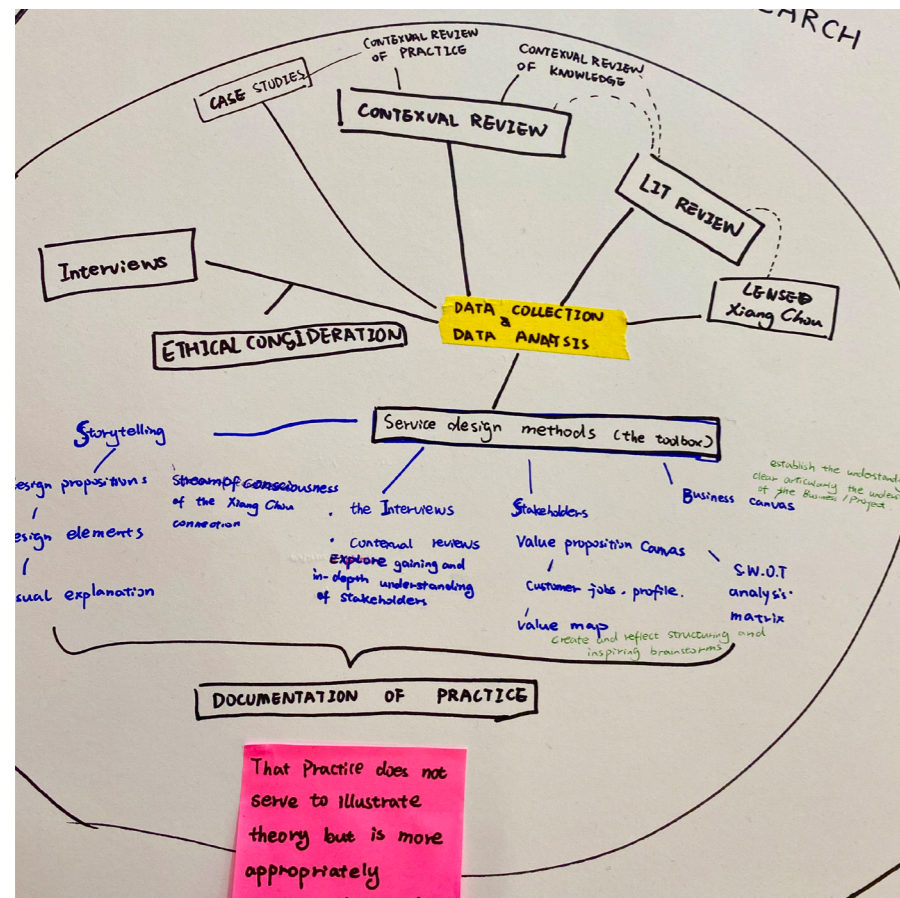 EARCH
CONTEXUAL REVIEW
OF PRACTICE
CONTEXUAL REVIEW
OF KNOWLEDGE
CASE STUDIES
CONTEXUAL REVIEW
LIT REVIEW
LENSED
Xiang Chou
Interviews
ETHICAL CONSIDERATION
DATA COLLECTION
&
DATA ANALYSIS
Service design methods (the toolbox)
Storytelling
esign propositions
esign elements
sual explanation
Stream of consciousness
of the Xiang Chou
connection
· the Interviews
· Contexual reviews
Explore gaining and
in-depth understanding
of stakeholders
Stakeholders
Value proposition Canvas
Customer jobs. profile.
Value map
create and reflect structuring and
inspiring brainstorms
Business canvas
establish the understand
clear articularly the
of the Business / Project.
S.W.O.T
analysis.
matrix
DOCUMENTATION OF PRACTICE
That Practice does not
serve to illustrate
theory but is more
appropriately